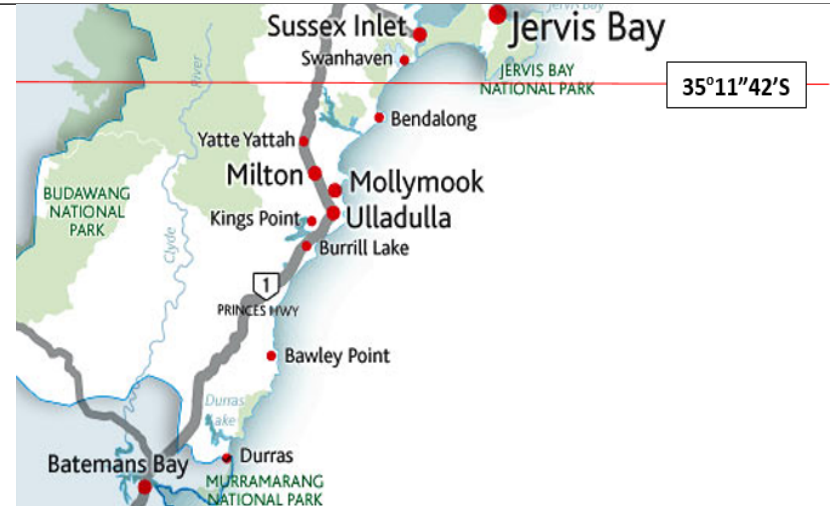 Jervis Bay
Sussex Inlet
Jervis Bay
Swanhaven
River
JERVIS BAY
NATIONAL PARK
35°11”42’S
Bendalong
Yatte Yattah
Milton
Mollymook
BUDAWANG
NATIONAL
PARK
Kings Point
Ulladulla
Clyde
Burrill Lake
1
PRINCES HWY
Bawley Point
Durras
Lake
Durras
Batemans Bay
MURRAMARANG
NATIONAL PARK